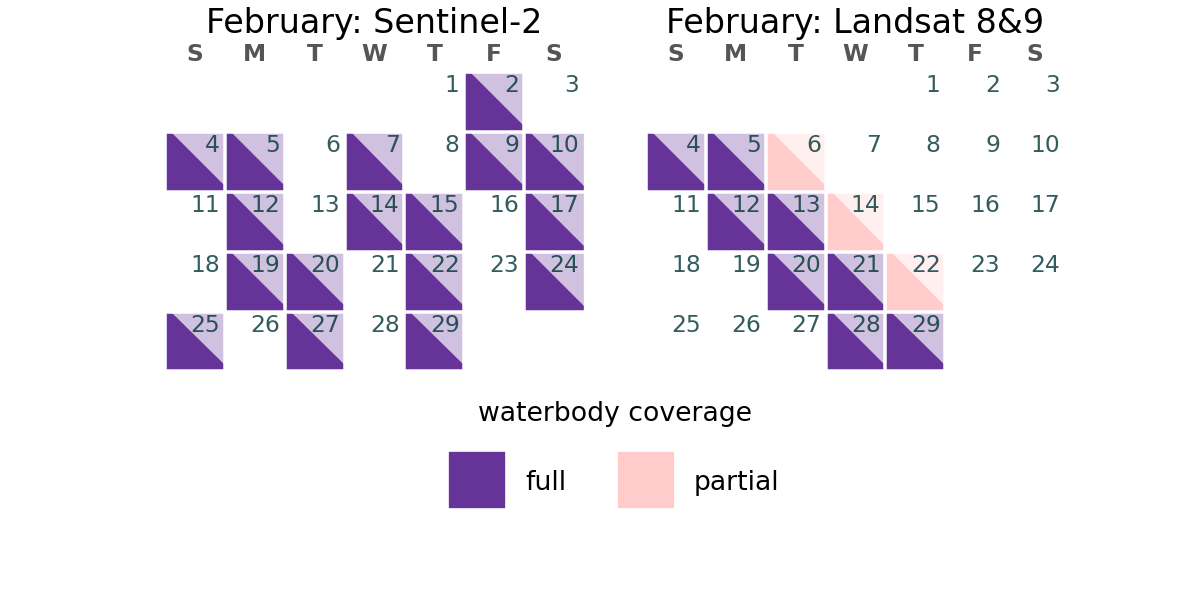 February: Sentinel-2
S M T W T F S
1 2 3
4 5 6 7 8 9 10
11 12 13 14 15 16 17
18 19 20 21 22 23 24
25 26 27 28 29
February: Landsat 8&9
S M T W T F S
1 2 3
4 5 6 7 8 9 10
11 12 13 14 15 16 17
18 19 20 21 22 23 24
25 26 27 28 29
waterbody coverage
full partial